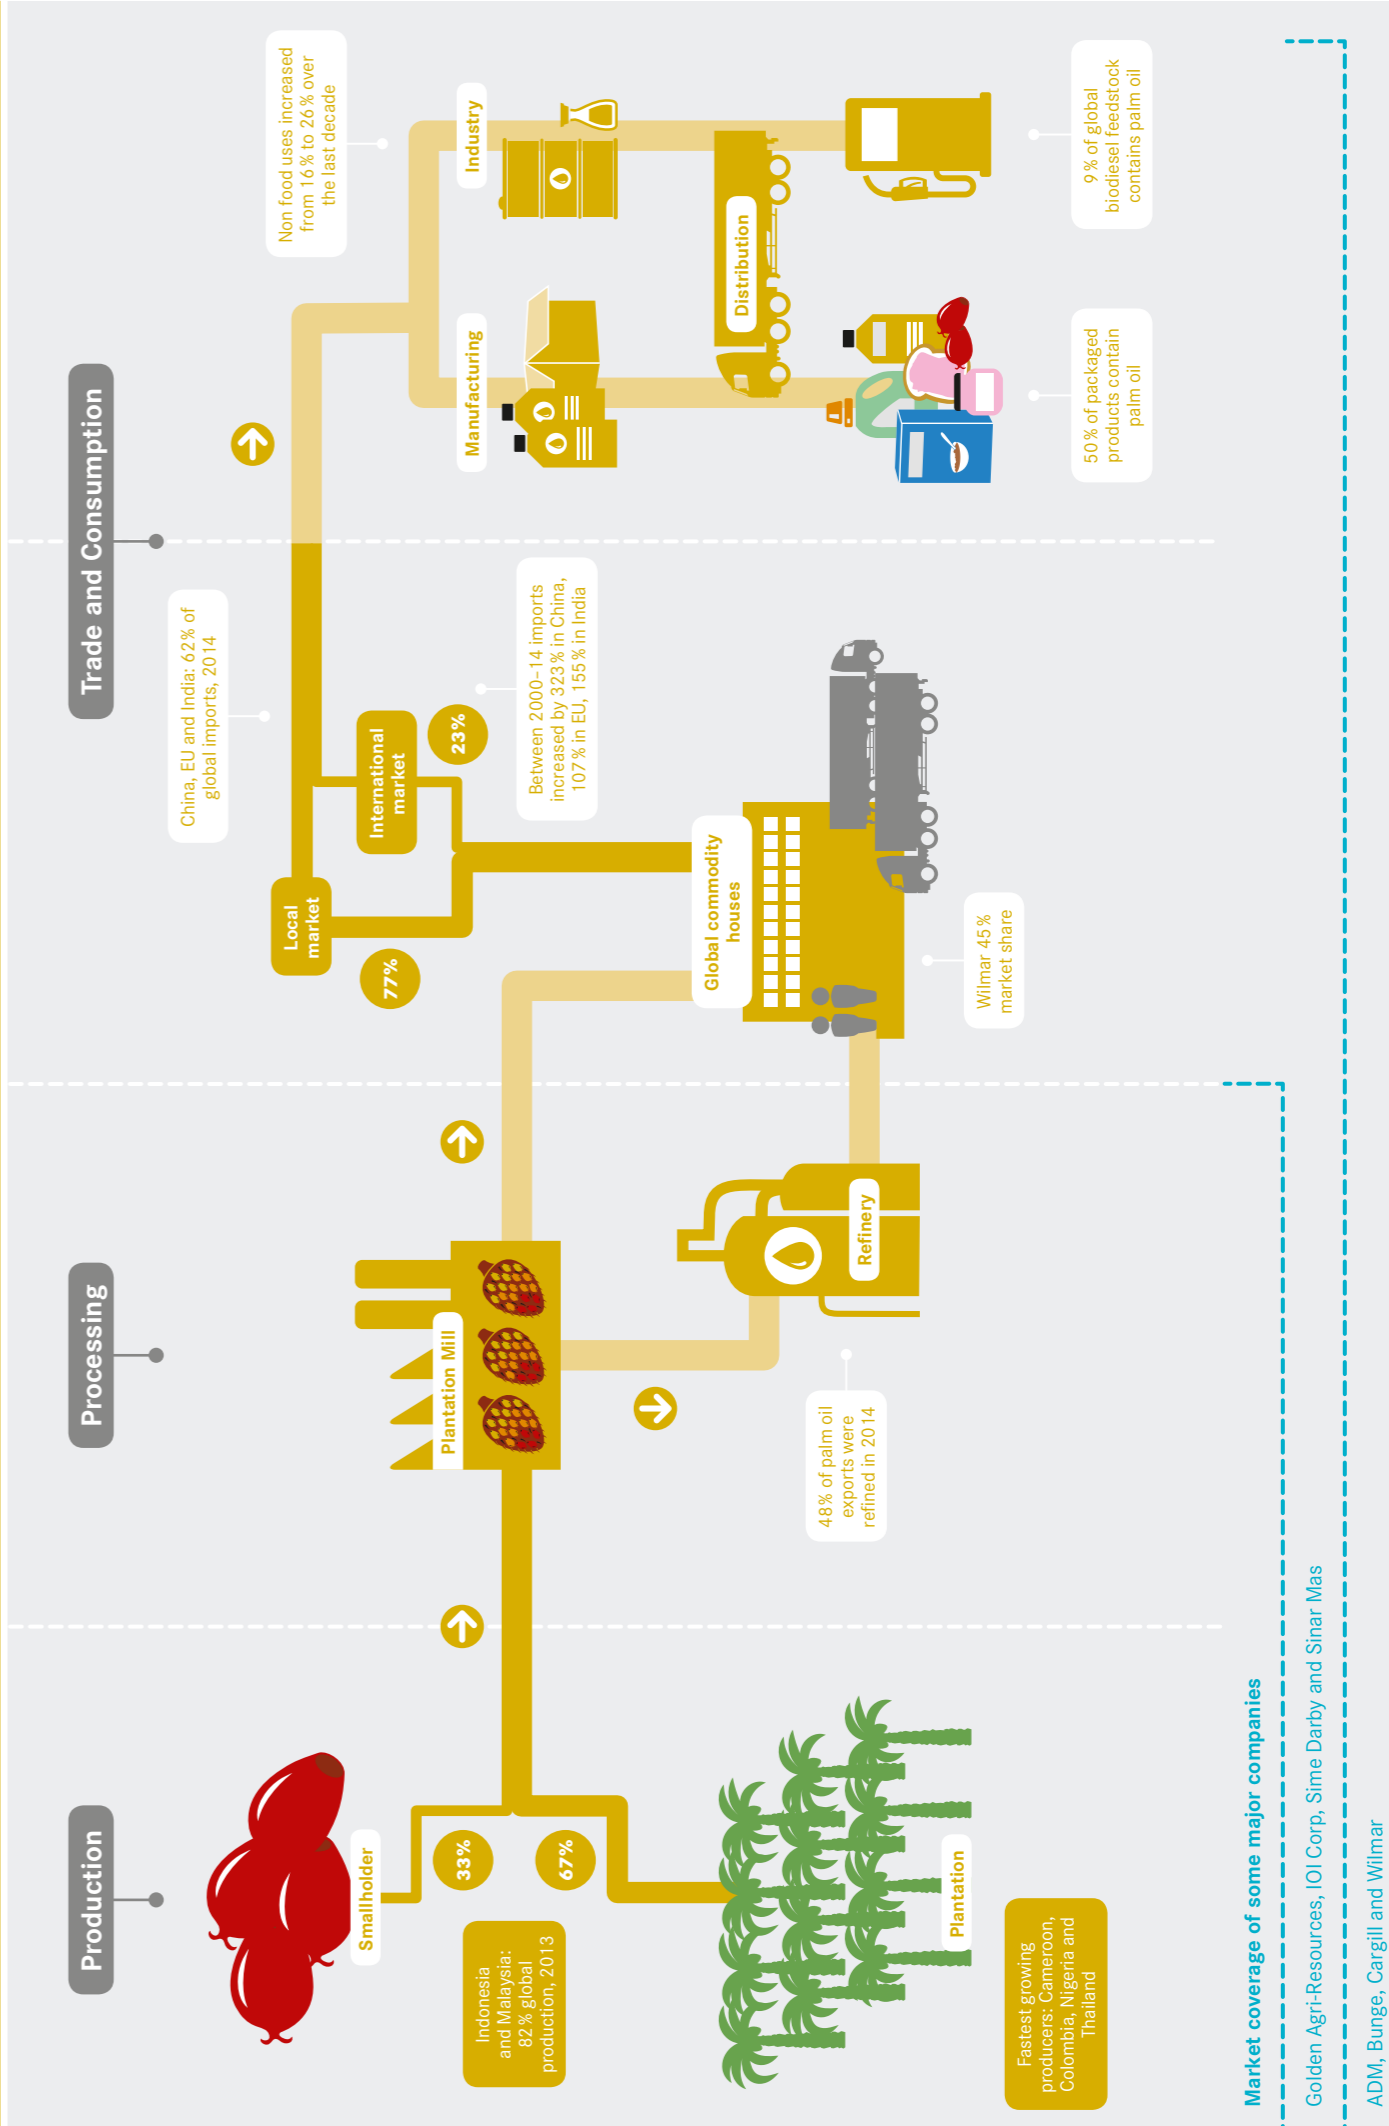 Production
Processing
Trade and Consumption
Smallholder
33%
67%
Indonesia
and Malaysia:
82% global
production, 2013
Plantation
Fastest growing
producers: Cameroon,
Colombia, Nigeria and
Thailand
Plantation Mill
Refinery
48% of palm oil
exports were
refined in 2014
Global commodity
houses
Wilmar 45%
market share
Local
market
77%
International
market
23%
China, EU and India: 62% of
global imports, 2014
Between 2000–14 imports
increased by 323% in China,
107% in EU, 155% in India
Non food uses increased
from 16% to 26% over
the last decade
Manufacturing
Industry
Distribution
50% of packaged
products contain
palm oil
9% of global
biodiesel feedstock
contains palm oil
Market coverage of some major companies
Golden Agri-Resources, IOI Corp, Sime Darby and Sinar Mas
ADM, Bunge, Cargill and Wilmar